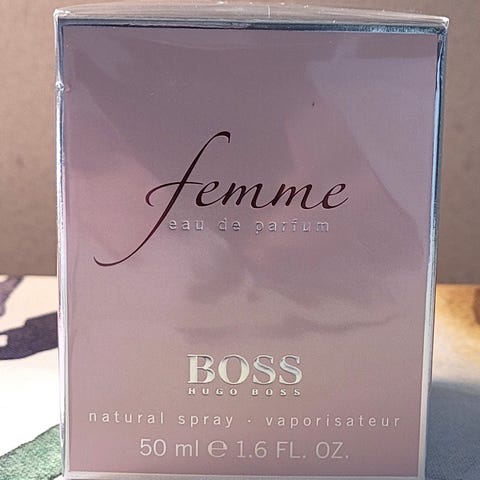 femme
eau de parfum
BOSS
HUGO BOSS
natural spray · vaporisateur
50 ml ℮ 1.6 FL. OZ.